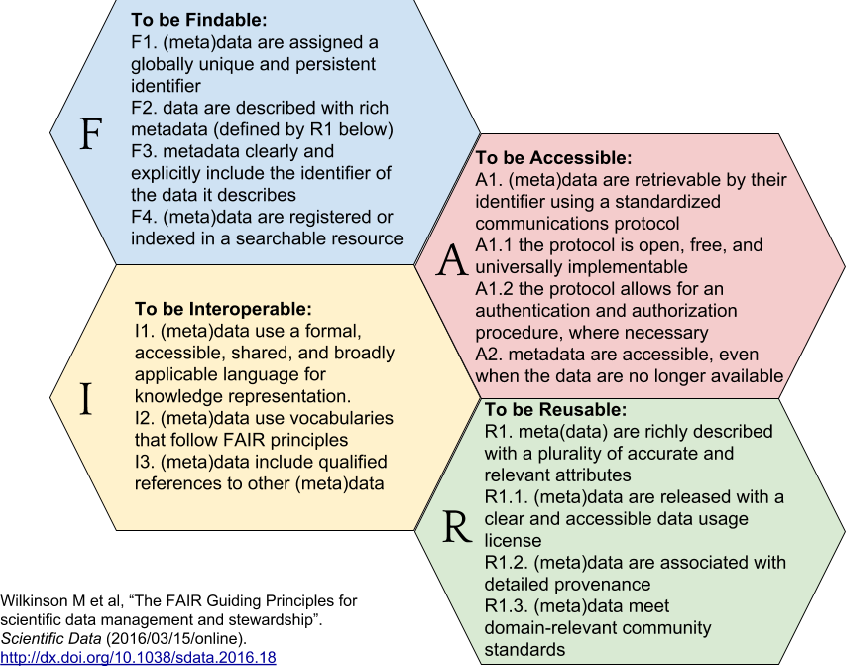 To be Findable:
F1. (meta)data are assigned a
globally unique and persistent
identifier
F2. data are described with rich
metadata (defined by R1 below)
F3. metadata clearly and
explicitly include the identifier of
the data it describes
F4. (meta)data are registered or
indexed in a searchable resource
F
To be Accessible:
A1. (meta)data are retrievable by their
identifier using a standardized
communications protocol
A1.1 the protocol is open, free, and
universally implementable
A1.2 the protocol allows for an
authentication and authorization
procedure, where necessary
A2. metadata are accessible, even
when the data are no longer available
A
To be Interoperable:
I1. (meta)data use a formal,
accessible, shared, and broadly
applicable language for
knowledge representation.
I2. (meta)data use vocabularies
that follow FAIR principles
I3. (meta)data include qualified
references to other (meta)data
I
To be Reusable:
R1. meta(data) are richly described
with a plurality of accurate and
relevant attributes
R1.1. (meta)data are released with a
clear and accessible data usage
license
R1.2. (meta)data are associated with
detailed provenance
R1.3. (meta)data meet
domain-relevant community
standards
R
Wilkinson M et al, “The FAIR Guiding Principles for
scientific data management and stewardship”.
Scientific Data (2016/03/15/online).
http://dx.doi.org/10.1038/sdata.2016.18